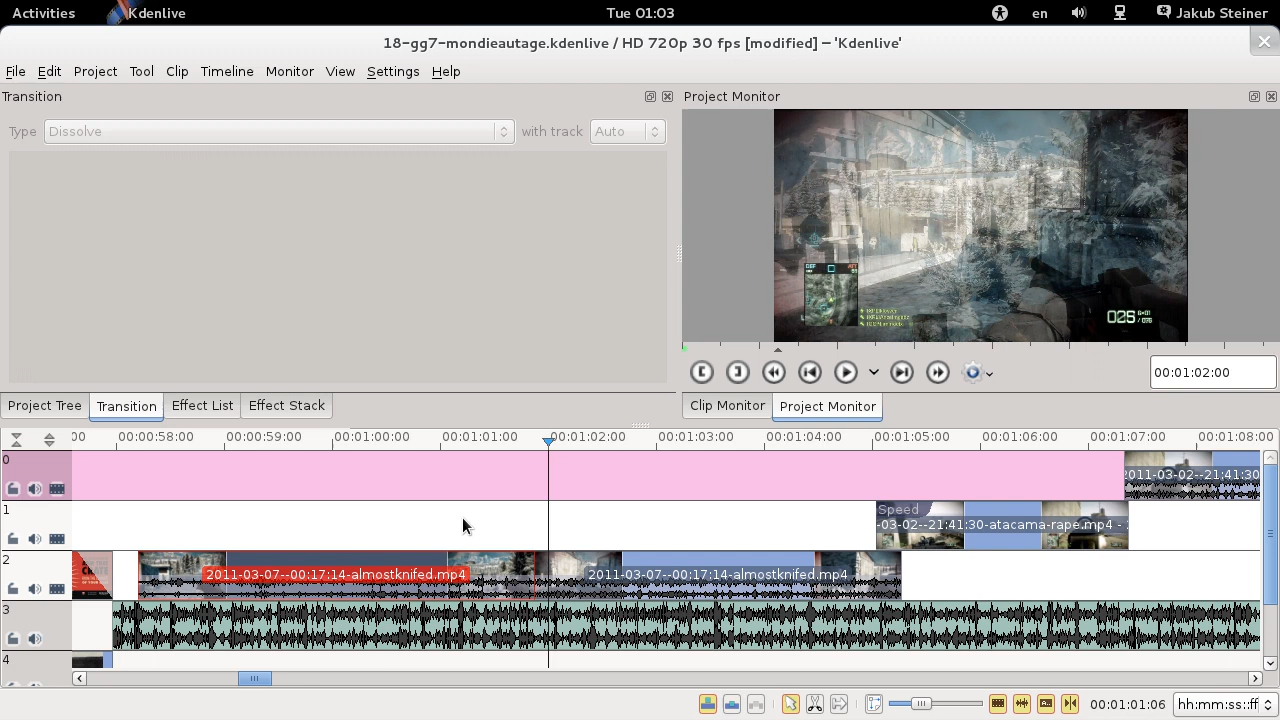 Activities Kdenlive Tue 01:03 en Jakub Steiner
18-gg7-mondieautage.kdenlive / HD 720p 30 fps [modified] – 'Kdenlive'
File Edit Project Tool Clip Timeline Monitor View Settings Help
Transition Project Monitor
Type Dissolve with track Auto
00:01:02:00
Project Tree Transition Effect List Effect Stack Clip Monitor Project Monitor
00:00:58:00 00:00:59:00 00:01:00:00 00:01:01:00 00:01:02:00 00:01:03:00 00:01:04:00 00:01:05:00 00:01:06:00 00:01:07:00 00:01:08:00
0
2011-03-02--21:41:30
1 Speed
-03-02--21:41:30-atacama-rape.mp4 -
2
2011-03-07--00:17:14-almostknifed.mp4 2011-03-07--00:17:14-almostknifed.mp4
3
4
00:01:01:06 hh:mm:ss:ff